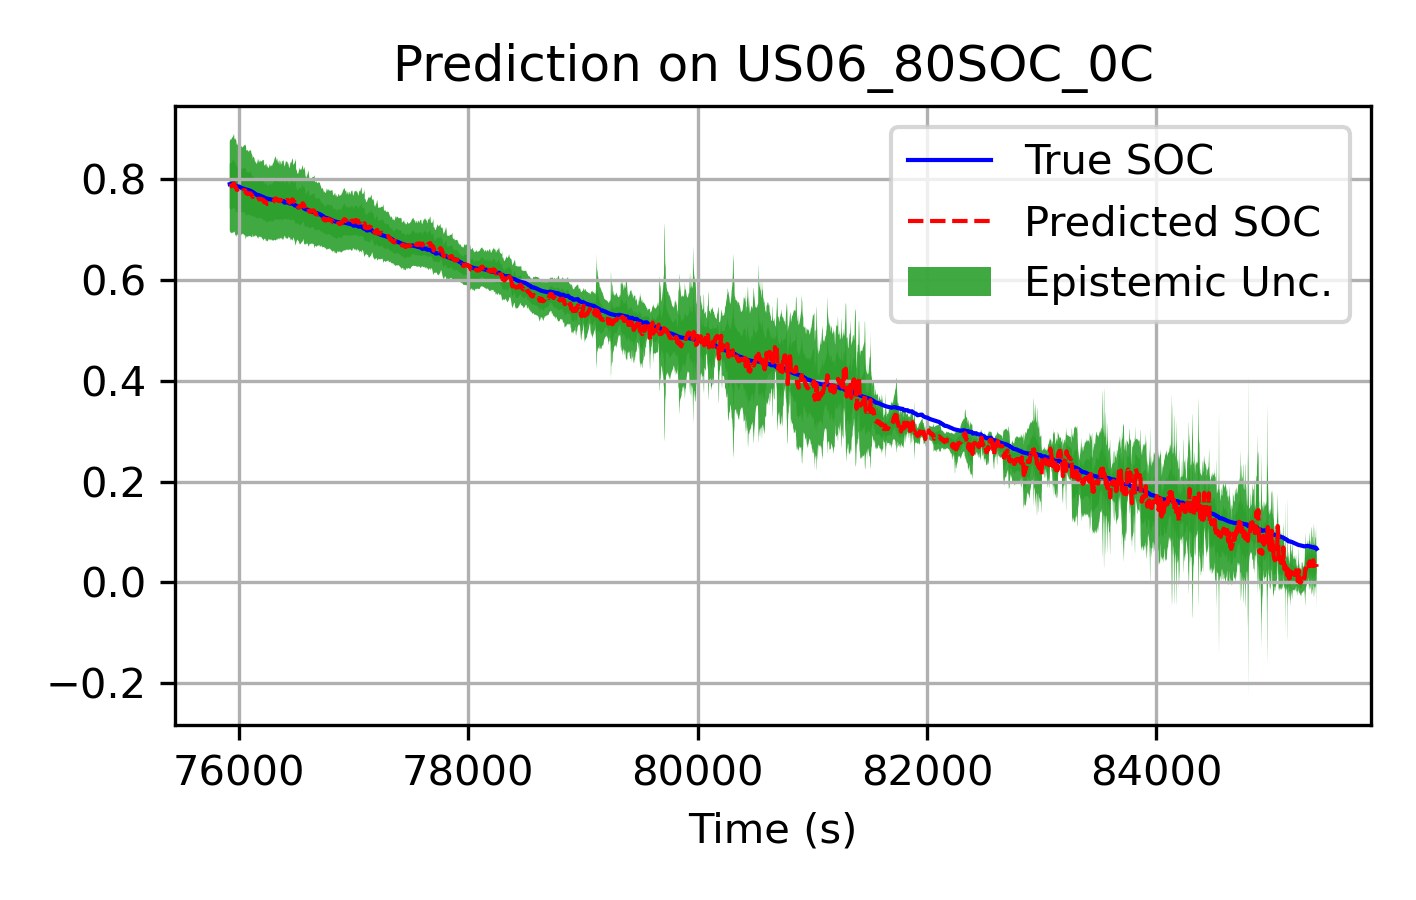 Prediction on US06_80SOC_0C
True SOC
Predicted SOC
Epistemic Unc.
0.8
0.6
0.4
0.2
0.0
−0.2
76000 78000 80000 82000 84000
Time (s)